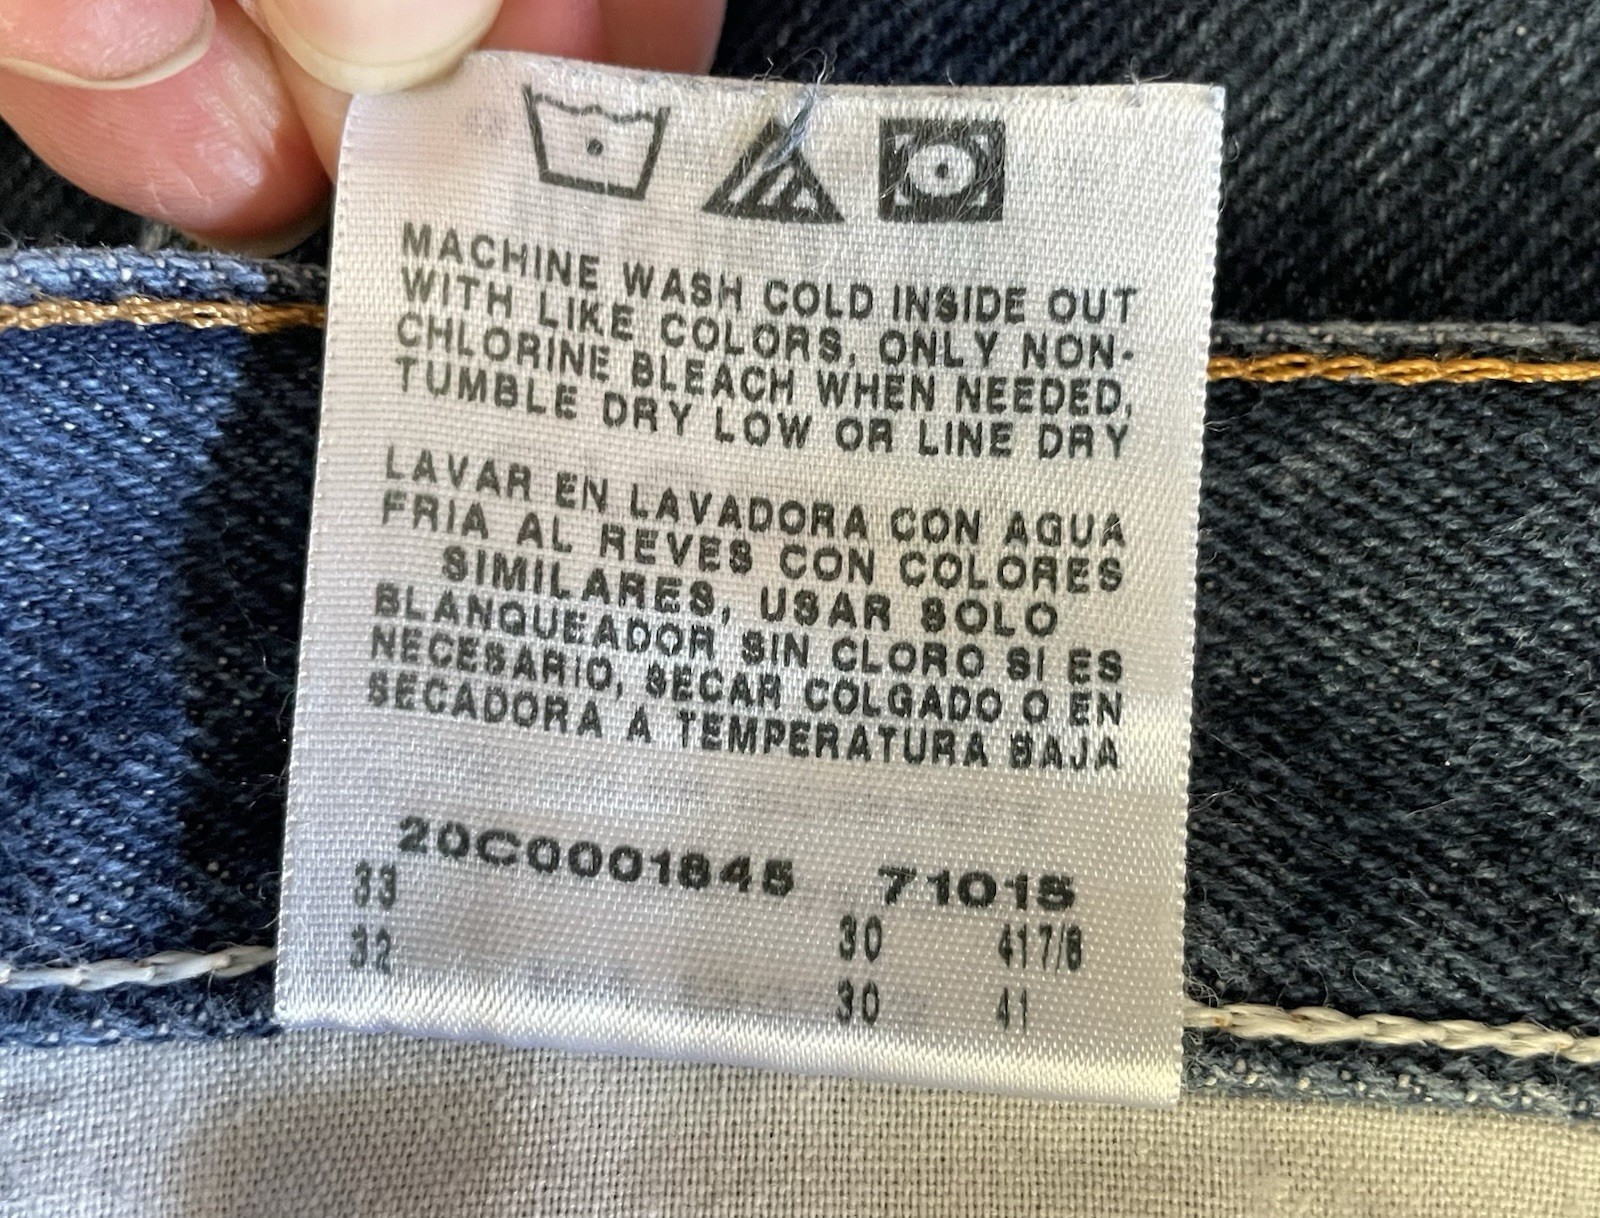 MACHINE WASH COLD INSIDE OUT
WITH LIKE COLORS, ONLY NON-
CHLORINE BLEACH WHEN NEEDED,
TUMBLE DRY LOW OR LINE DRY
LAVAR EN LAVADORA CON AGUA
FRIA AL REVES CON COLORES
SIMILARES, USAR SOLO
BLANQUEADOR SIN CLORO SI ES
NECESARIO, SECAR COLGADO O EN
SECADORA A TEMPERATURA BAJA
20C0001845 71015
33 30 41 7/8
32 30 41